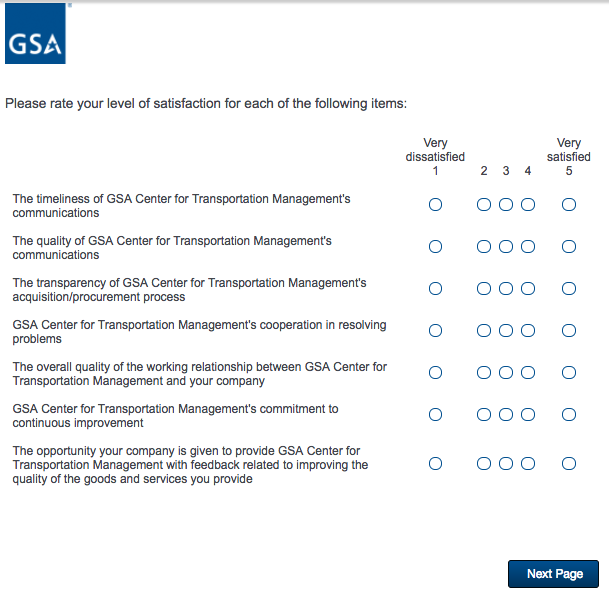 GSA
Please rate your level of satisfaction for each of the following items:
Very
dissatisfied
1
2 3 4
Very
satisfied
5
The timeliness of GSA Center for Transportation Management's
communications
The quality of GSA Center for Transportation Management's
communications
The transparency of GSA Center for Transportation Management's
acquisition/procurement process
GSA Center for Transportation Management's cooperation in resolving
problems
The overall quality of the working relationship between GSA Center for
Transportation Management and your company
GSA Center for Transportation Management's commitment to
continuous improvement
The opportunity your company is given to provide GSA Center for
Transportation Management with feedback related to improving the
quality of the goods and services you provide
Next Page